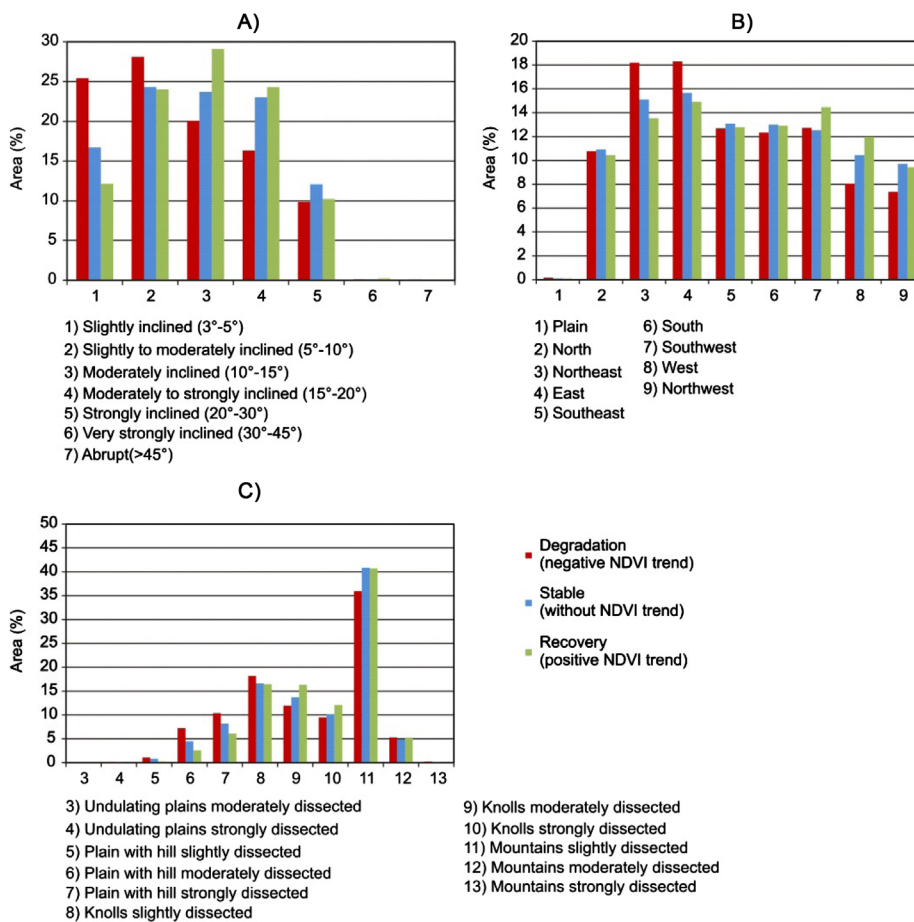 A)
30
25
20
15
10
5
0
Area (%)
1 2 3 4 5 6 7
1) Slightly inclined (3°-5°)
2) Slightly to moderately inclined (5°-10°)
3) Moderately inclined (10°-15°)
4) Moderately to strongly inclined (15°-20°)
5) Strongly inclined (20°-30°)
6) Very strongly inclined (30°-45°)
7) Abrupt(>45°)
B)
20
18
16
14
12
10
8
6
4
2
0
Area (%)
1 2 3 4 5 6 7 8 9
1) Plain
2) North
3) Northeast
4) East
5) Southeast
6) South
7) Southwest
8) West
9) Northwest
C)
50
45
40
35
30
25
20
15
10
5
0
Area (%)
3 4 5 6 7 8 9 10 11 12 13
3) Undulating plains moderately dissected
4) Undulating plains strongly dissected
5) Plain with hill slightly dissected
6) Plain with hill moderately dissected
7) Plain with hill strongly dissected
8) Knolls slightly dissected
9) Knolls moderately dissected
10) Knolls strongly dissected
11) Mountains slightly dissected
12) Mountains moderately dissected
13) Mountains strongly dissected
Degradation
(negative NDVI trend)
Stable
(without NDVI trend)
Recovery
(positive NDVI trend)